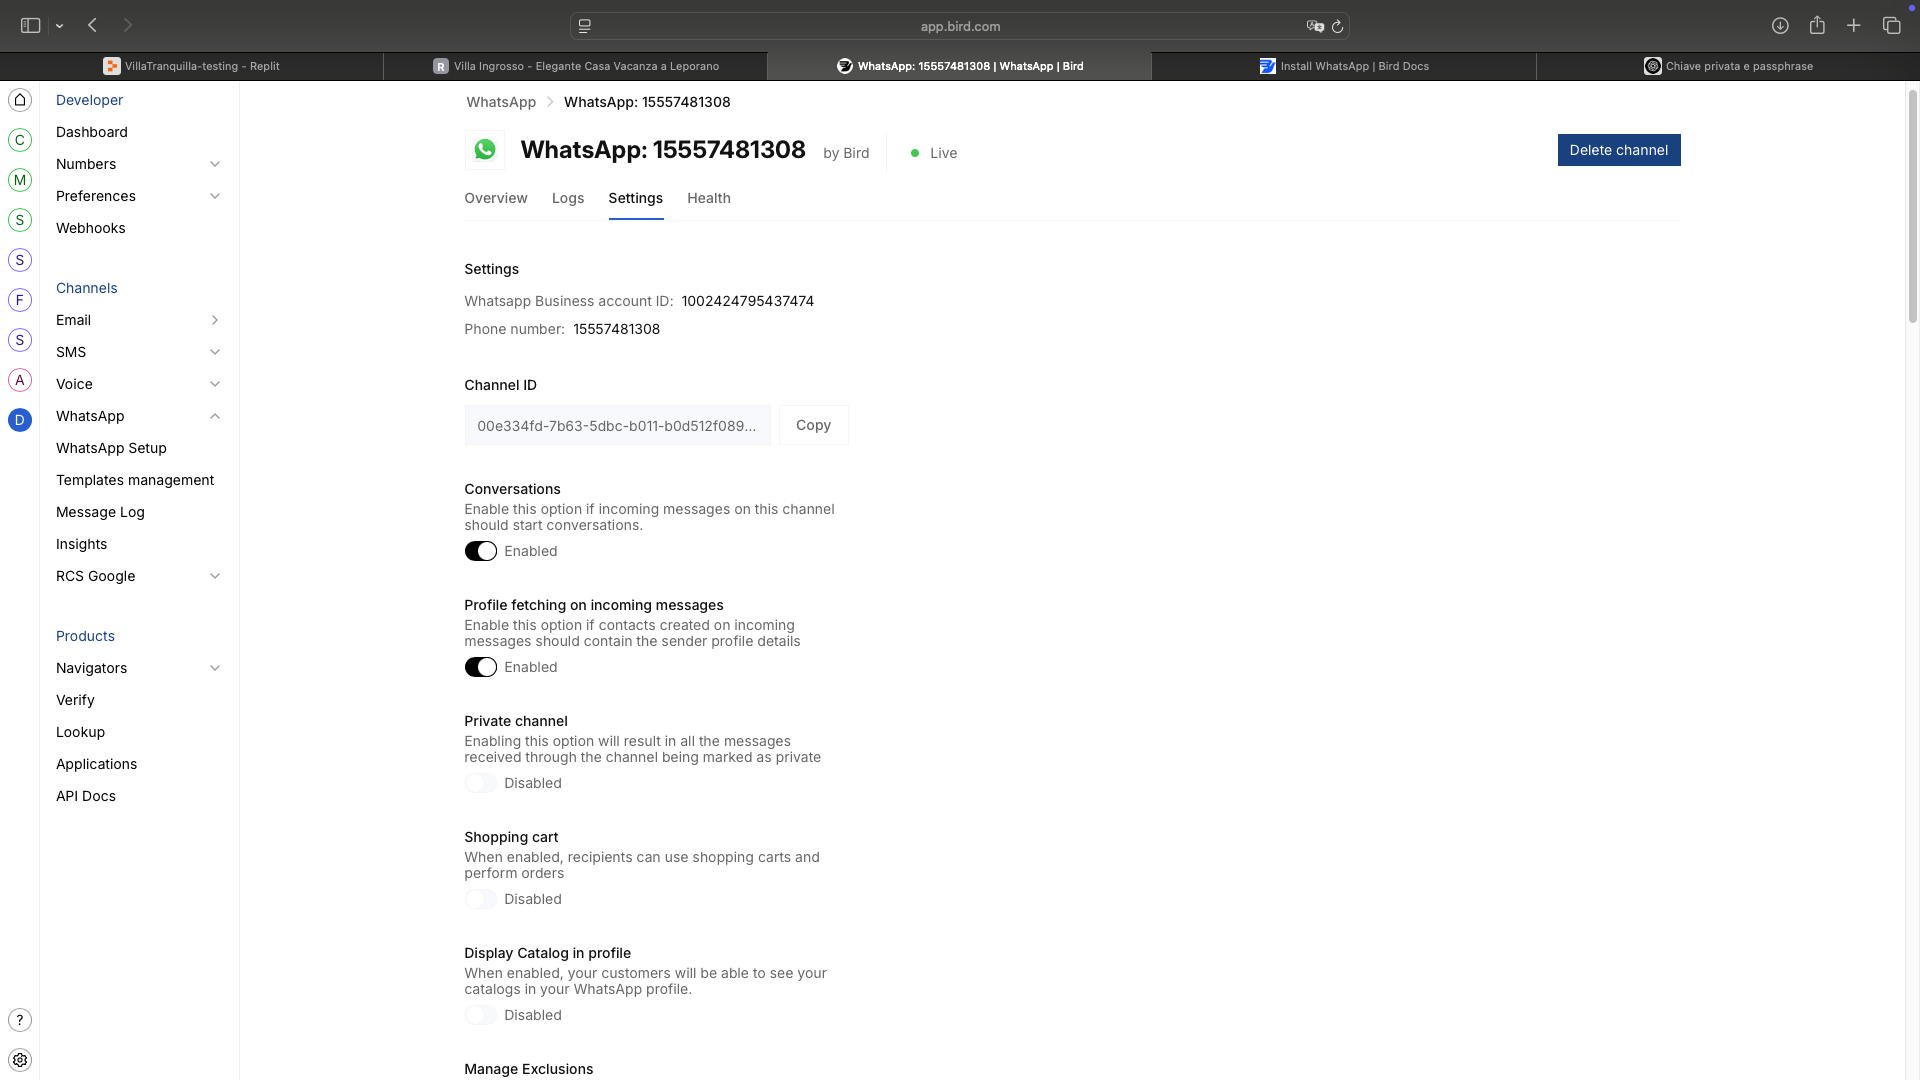 app.bird.com
VillaTranquilla-testing - Replit
R Villa Ingrosso - Elegante Casa Vacanza a Leporano
WhatsApp: 15557481308 | WhatsApp | Bird
Install WhatsApp | Bird Docs
Chiave privata e passphrase
C
M
S
S
F
S
A
D
?
Developer
Dashboard
Numbers
Preferences
Webhooks
Channels
Email
SMS
Voice
WhatsApp
WhatsApp Setup
Templates management
Message Log
Insights
RCS Google
Products
Navigators
Verify
Lookup
Applications
API Docs
WhatsApp > WhatsApp: 15557481308
WhatsApp: 15557481308 by Bird Live
Delete channel
Overview Logs Settings Health
Settings
Whatsapp Business account ID: 1002424795437474
Phone number: 15557481308
Channel ID
00e334fd-7b63-5dbc-b011-b0d512f089... Copy
Conversations
Enable this option if incoming messages on this channel
should start conversations.
Enabled
Profile fetching on incoming messages
Enable this option if contacts created on incoming
messages should contain the sender profile details
Enabled
Private channel
Enabling this option will result in all the messages
received through the channel being marked as private
Disabled
Shopping cart
When enabled, recipients can use shopping carts and
perform orders
Disabled
Display Catalog in profile
When enabled, your customers will be able to see your
catalogs in your WhatsApp profile.
Disabled
Manage Exclusions